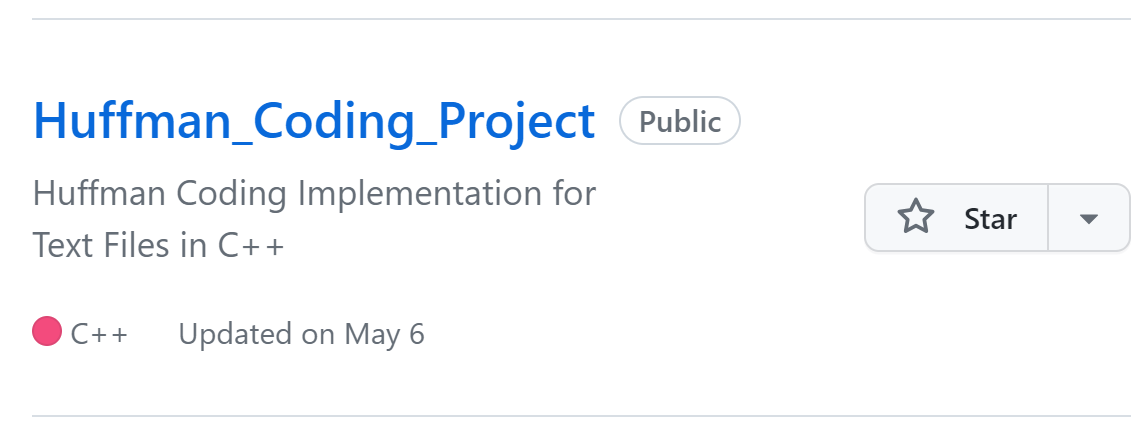 Huffman_Coding_Project Public
Huffman Coding Implementation for
Text Files in C++
Star
C++ Updated on May 6